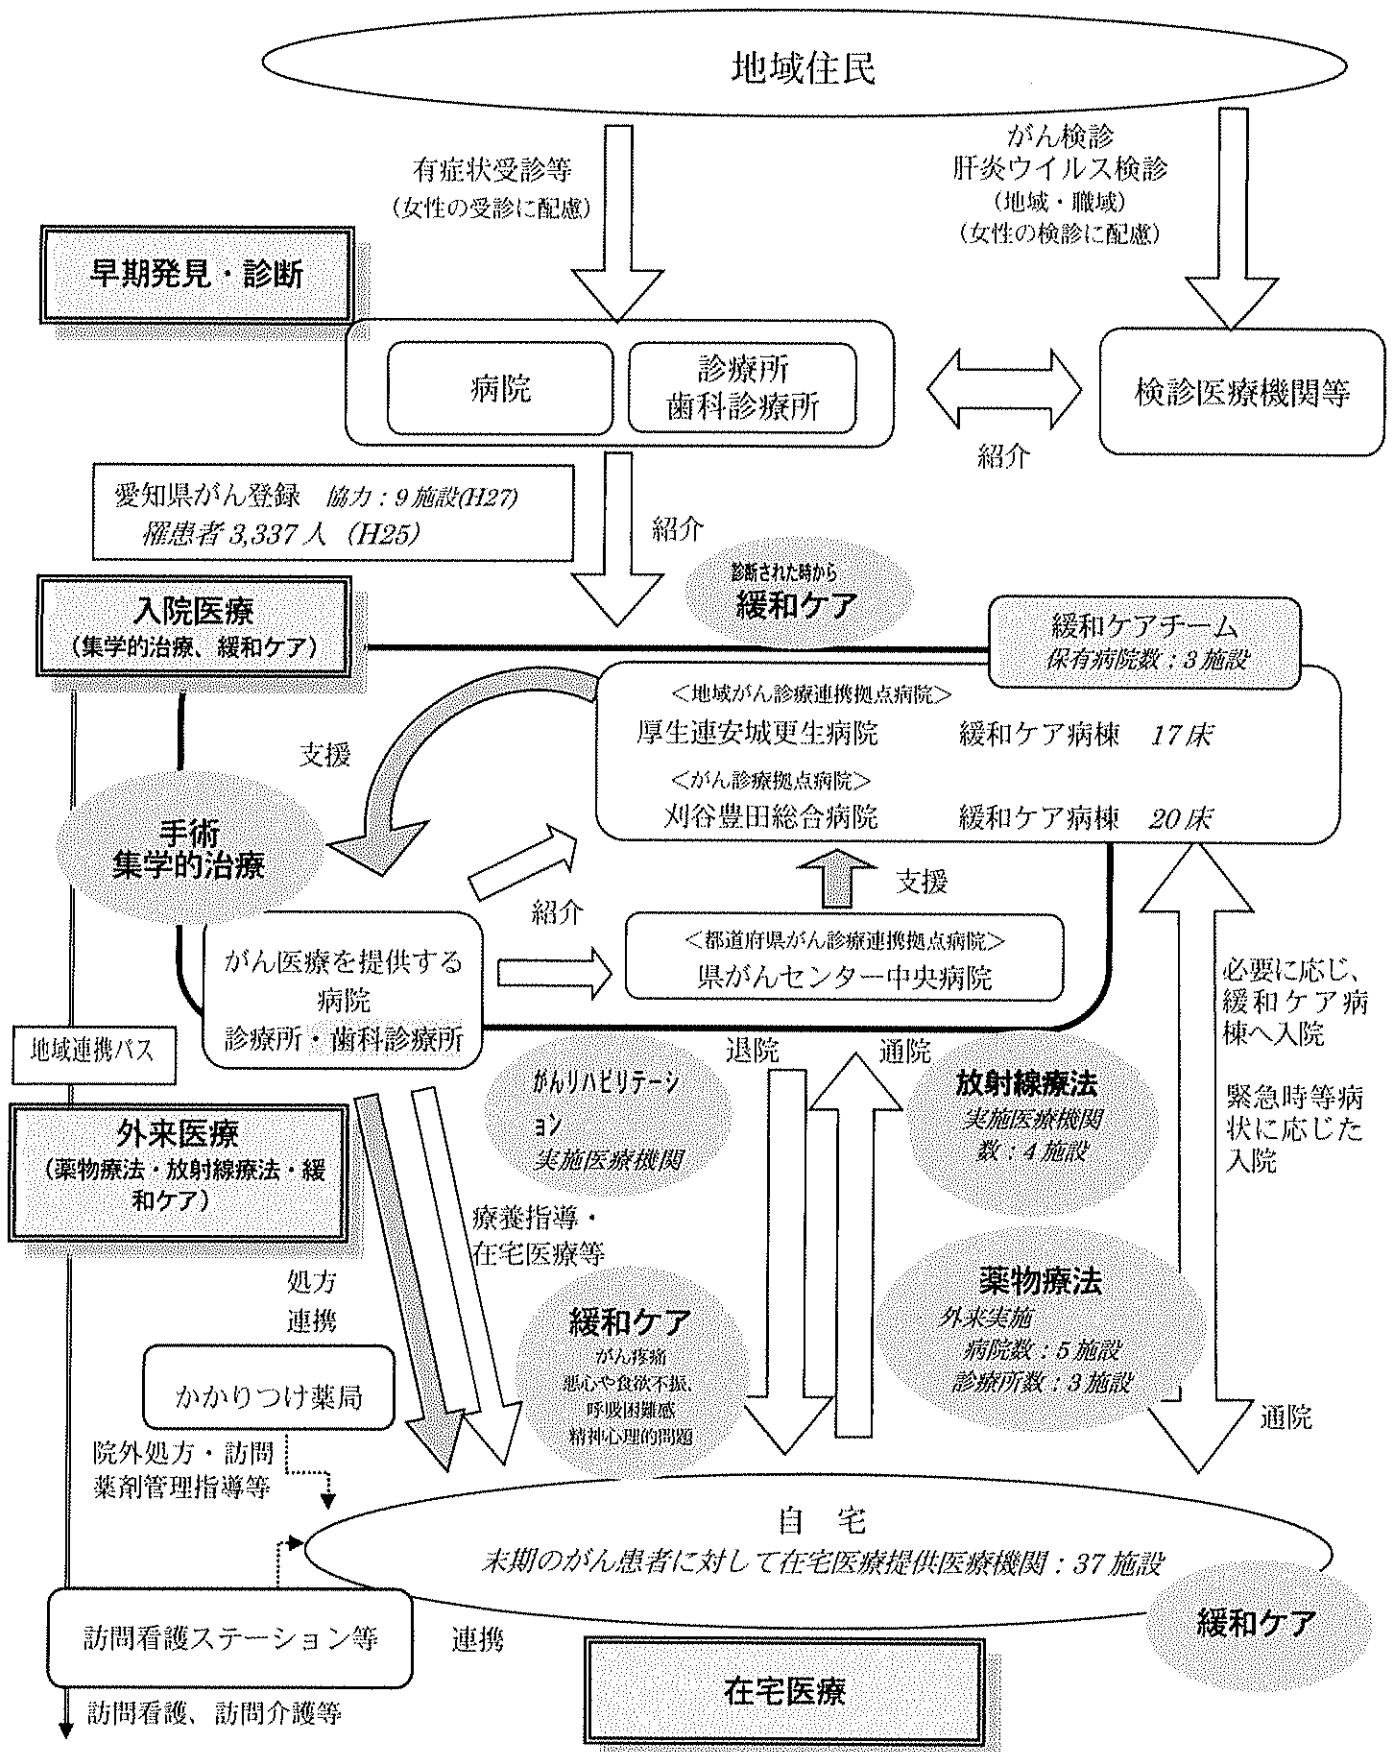 地域住民
有症状受診等
(女性の受診に配慮)
がん検診
肝炎ウイルス検診
(地域・職域)
(女性の検診に配慮)
早期発見・診断
病院
診療所
歯科診療所
検診医療機関等
紹介
愛知県がん登録 協力:9施設(H27)
罹患者3,337人(H25)
紹介
診断された時から
緩和ケア
入院医療
(集学的治療、緩和ケア)
緩和ケアチーム
保有病院数:3施設
<地域がん診療連携拠点病院>
厚生連安城更生病院 緩和ケア病棟 17床
<がん診療拠点病院>
刈谷豊田総合病院 緩和ケア病棟 20床
支援
手術
集学的治療
支援
紹介
<都道府県がん診療連携拠点病院>
県がんセンター中央病院
がん医療を提供する
病院
診療所・歯科診療所
必要に応じ、
緩和ケア病
棟へ入院
緊急時等病
状に応じた
入院
地域連携パス
退院
通院
がんリハビリテーシ
ョン
実施医療機関
放射線療法
実施医療機関
数:4施設
外来医療
(薬物療法・放射線療法・緩
和ケア)
療養指導・
在宅医療等
処方
連携
薬物療法
外来実施
病院数:5施設
診療所数:3施設
緩和ケア
がん疼痛
悪心や食欲不振、
呼吸困難感
精神心理的問題
かかりつけ薬局
通院
院外処方・訪問
薬剤管理指導等
自 宅
末期のがん患者に対して在宅医療提供医療機関:37施設
緩和ケア
訪問看護ステーション等
連携
在宅医療
訪問看護、訪問介護等